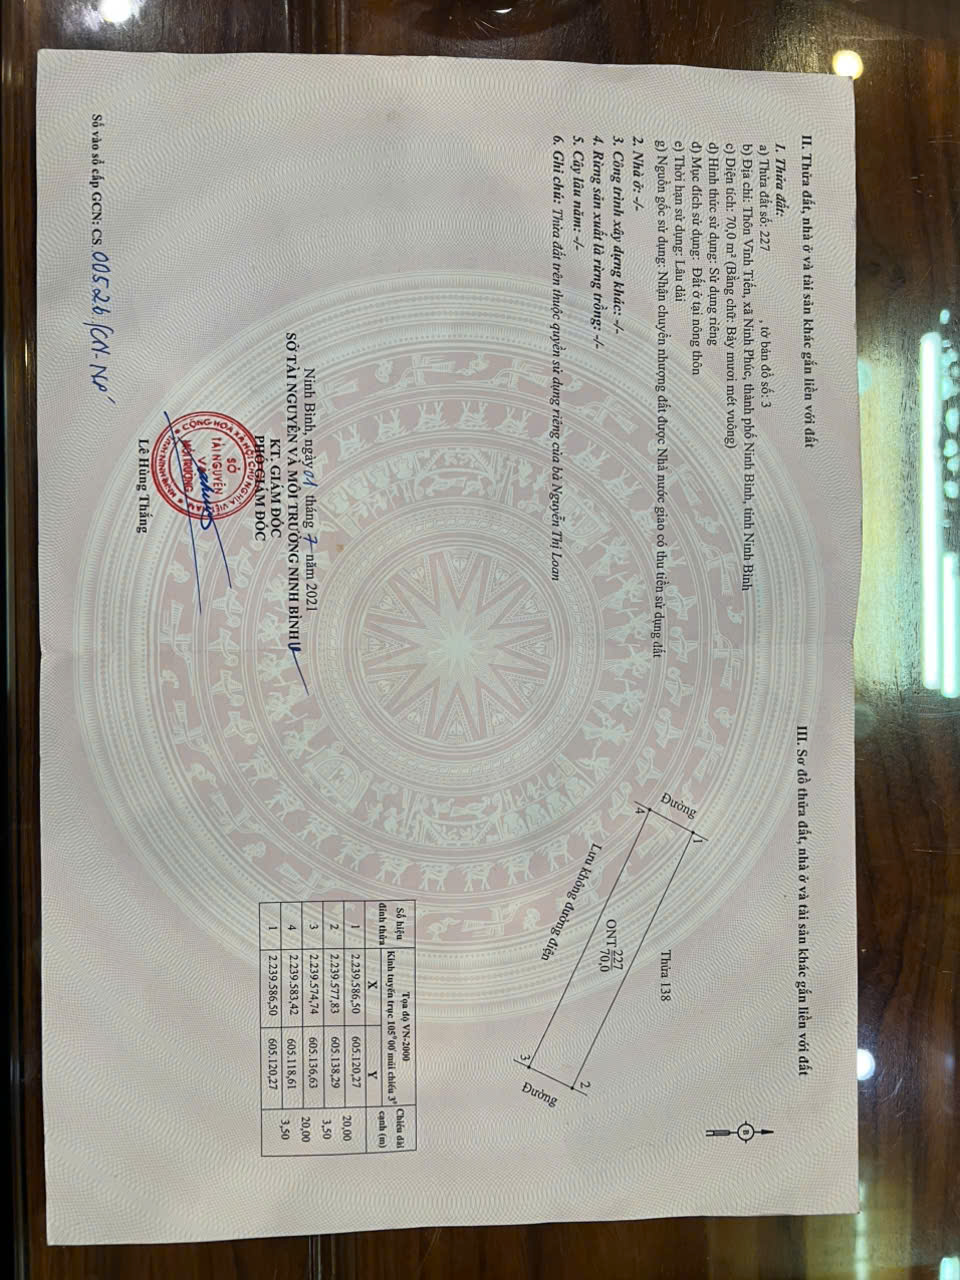 II. Thửa đất, nhà ở và tài sản khác gắn liền với đất
1. Thửa đất:
a) Thửa đất số: 227 , tờ bản đồ số: 3
b) Địa chỉ: Thôn Vĩnh Tiến, xã Ninh Phúc, thành phố Ninh Bình, tỉnh Ninh Bình
c) Diện tích: 70,0 m² (Bằng chữ: Bảy mươi mét vuông)
d) Hình thức sử dụng: Sử dụng riêng
đ) Mục đích sử dụng: Đất ở tại nông thôn
e) Thời hạn sử dụng: Lâu dài
g) Nguồn gốc sử dụng: Nhận chuyển nhượng đất được Nhà nước giao có thu tiền sử dụng đất
2. Nhà ở: -/-
3. Công trình xây dựng khác: -/-
4. Rừng sản xuất là rừng trồng: -/-
5. Cây lâu năm: -/-
6. Ghi chú: Thửa đất trên thuộc quyền sử dụng riêng của bà Nguyễn Thị Loan
Ninh Bình, ngày 01 tháng 7 năm 2021
SỞ TÀI NGUYÊN VÀ MÔI TRƯỜNG NINH BÌNH
KT. GIÁM ĐỐC
PHÓ GIÁM ĐỐC
SỞ
TÀI NGUYÊN
VÀ
MÔI TRƯỜNG
Lê Hùng Thắng
Số vào sổ cấp GCN: CS 00526/CN-NP
III. Sơ đồ thửa đất, nhà ở và tài sản khác gắn liền với đất
B
Đường
1
4
Thửa 138
ONT 227
70,0
Lưu không đường điện
2
3
Đường
Số hiệu đỉnh thửa | Tọa độ VN-2000 Kinh tuyến trục 105°00' múi chiếu 3° | Chiều dài cạnh (m)
X | Y
1 | 2.239.586,50 | 605.120,27
20,00
2 | 2.239.577,83 | 605.138,29
3,50
3 | 2.239.574,74 | 605.136,63
20,00
4 | 2.239.583,42 | 605.118,61
3,50
1 | 2.239.586,50 | 605.120,27